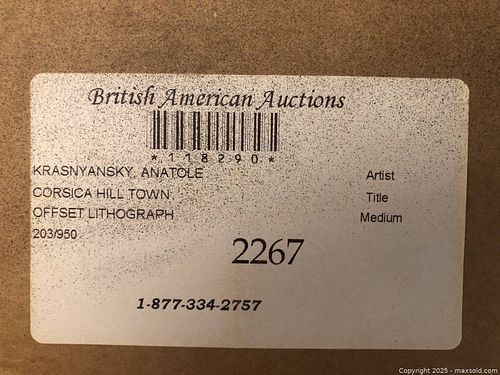 British American Auctions
*118290*
KRASNYANSKY, ANATOLE Artist
CORSICA HILL TOWN Title
OFFSET LITHOGRAPH Medium
203/950
2267
1-877-334-2757
Copyright 2025 - maxsold.com